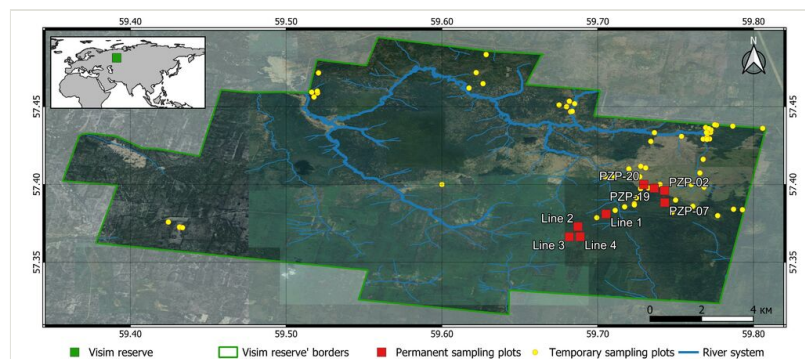 59.40 59.50 59.60 59.70 59.80
N
57.45 57.45
57.40 57.40
PZP-20 PZP-02
PZP-19
PZP-07
Line 2 Line 1
Line 3 Line 4
57.35 57.35
0 2 4 км
59.40 59.50 59.60 59.70 59.80
Visim reserve Visim reserve' borders Permanent sampling plots Temporary sampling plots River system